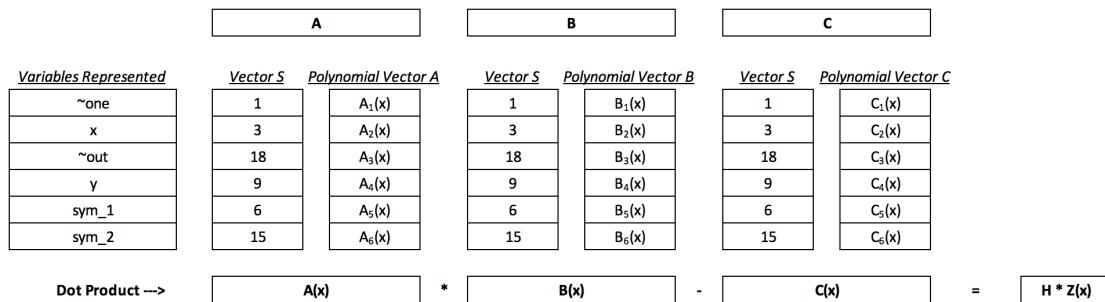 A B C
Variables Represented Vector S Polynomial Vector A Vector S Polynomial Vector B Vector S Polynomial Vector C
~one 1 A₁(x) 1 B₁(x) 1 C₁(x)
x 3 A₂(x) 3 B₂(x) 3 C₂(x)
~out 18 A₃(x) 18 B₃(x) 18 C₃(x)
y 9 A₄(x) 9 B₄(x) 9 C₄(x)
sym_1 6 A₅(x) 6 B₅(x) 6 C₅(x)
sym_2 15 A₆(x) 15 B₆(x) 15 C₆(x)
Dot Product ---> A(x) * B(x) - C(x) = H * Z(x)